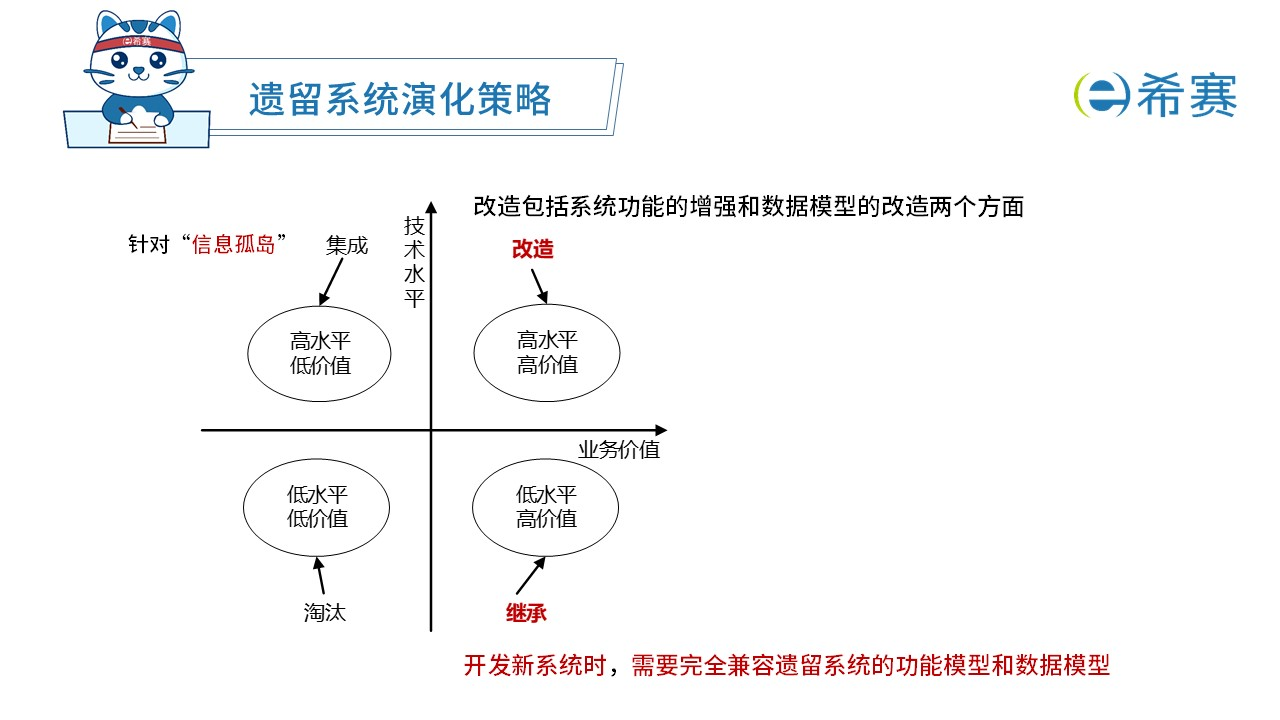 希赛
遗留系统演化策略
希赛
改造包括系统功能的增强和数据模型的改造两个方面
针对“信息孤岛”
集成
技术水平
改造
高水平
低价值
高水平
高价值
业务价值
低水平
低价值
低水平
高价值
淘汰
继承
开发新系统时，需要完全兼容遗留系统的功能模型和数据模型